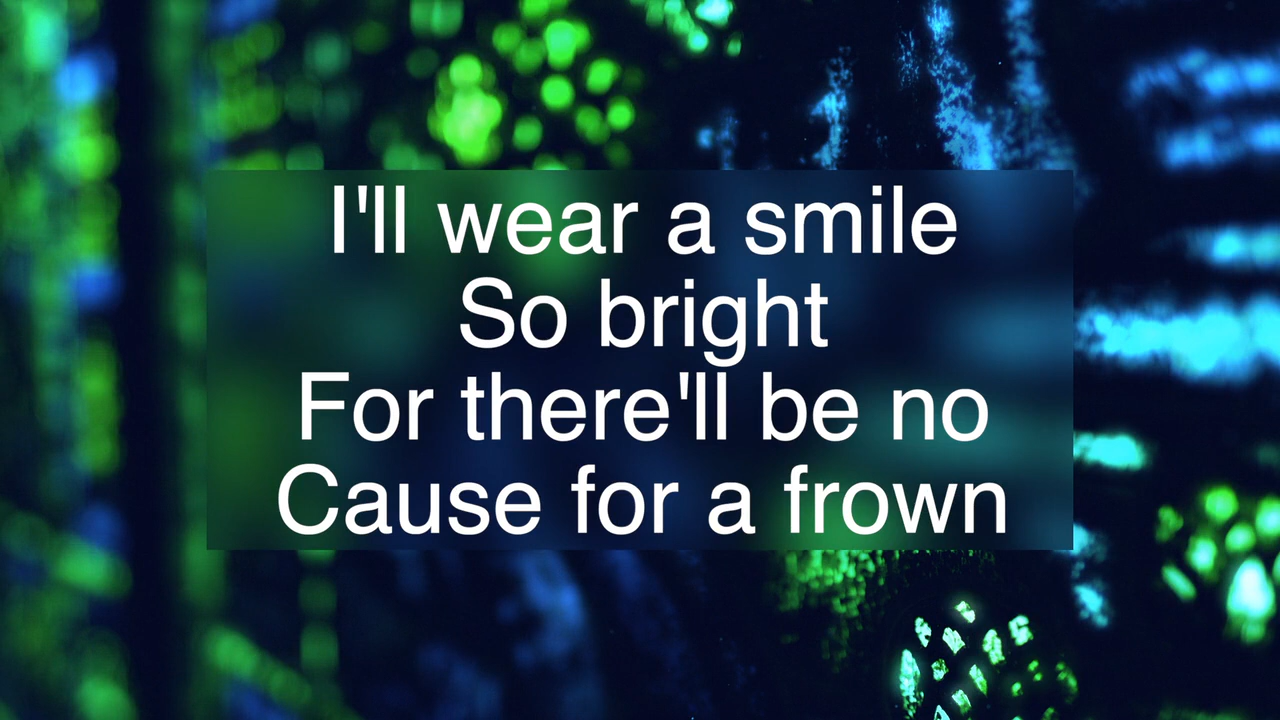 I'll wear a smile
So bright
For there'll be no
Cause for a frown